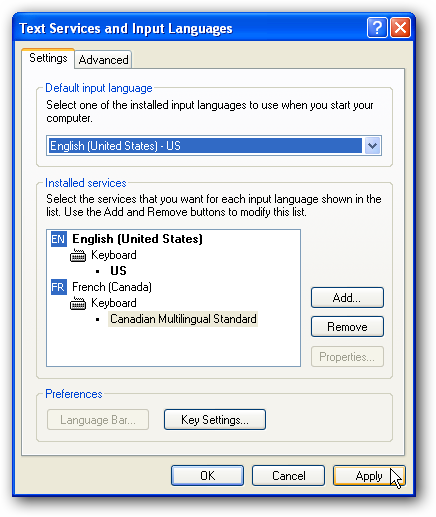 Text Services and Input Languages
Settings
Advanced
Default input language
Select one of the installed input languages to use when you start your
computer.
English (United States) - US
Installed services
Select the services that you want for each input language shown in the
list. Use the Add and Remove buttons to modify this list.
EN English (United States)
Keyboard
• US
FR French (Canada)
Keyboard
• Canadian Multilingual Standard
Add...
Remove
Properties...
Preferences
Language Bar...
Key Settings...
OK
Cancel
Apply